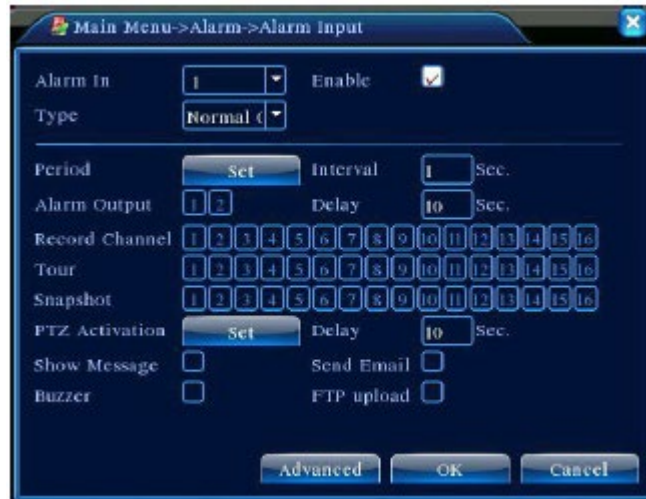 Main Menu->Alarm->Alarm Input
Alarm In 1 Enable
Type Normal
Period Set Interval 1 Sec.
Alarm Output 1 2 Delay 10 Sec.
Record Channel 1 2 3 4 5 6 7 8 9 10 11 12 13 14 15 16
Tour 1 2 3 4 5 6 7 8 9 10 11 12 13 14 15 16
Snapshot 1 2 3 4 5 6 7 8 9 10 11 12 13 14 15 16
PTZ Activation Set Delay 10 Sec.
Show Message Send Email
Buzzer FTP upload
Advanced OK Cancel